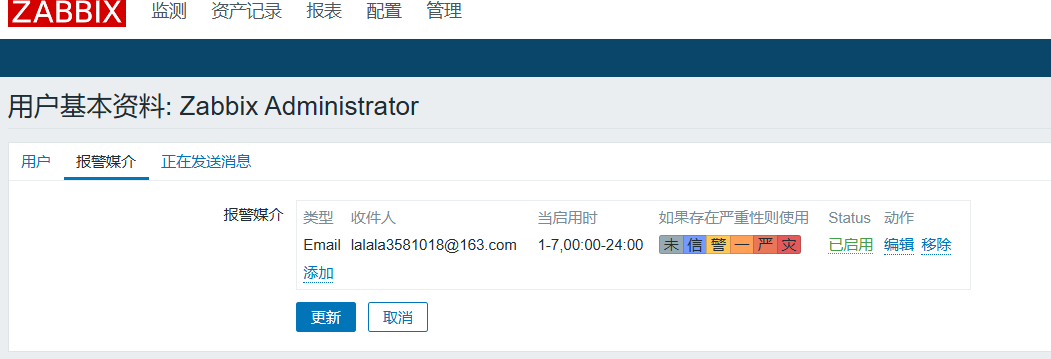 ZABBIX 监测 资产记录 报表 配置 管理
用户基本资料: Zabbix Administrator
用户 报警媒介 正在发送消息
报警媒介 类型 收件人 当启用时 如果存在严重性则使用 Status 动作
Email lalala3581018@163.com 1-7,00:00-24:00 未 信 警 一 严 灾 已启用 编辑 移除
添加
更新 取消